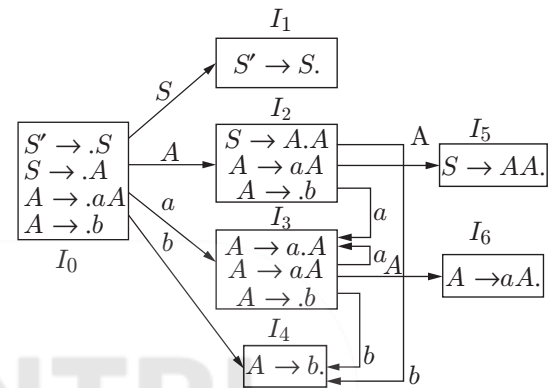 I₁
S′ → S.
S
I₀
S′ → .S
S → .A
A → .aA
A → .b
A
a
b
I₂
S → A.A
A → aA
A → .b
A
I₅
S → AA.
a
I₃
A → a.A
A → aA
A → .b
a
A
I₆
A →aA.
I₄
A → b.
b
b